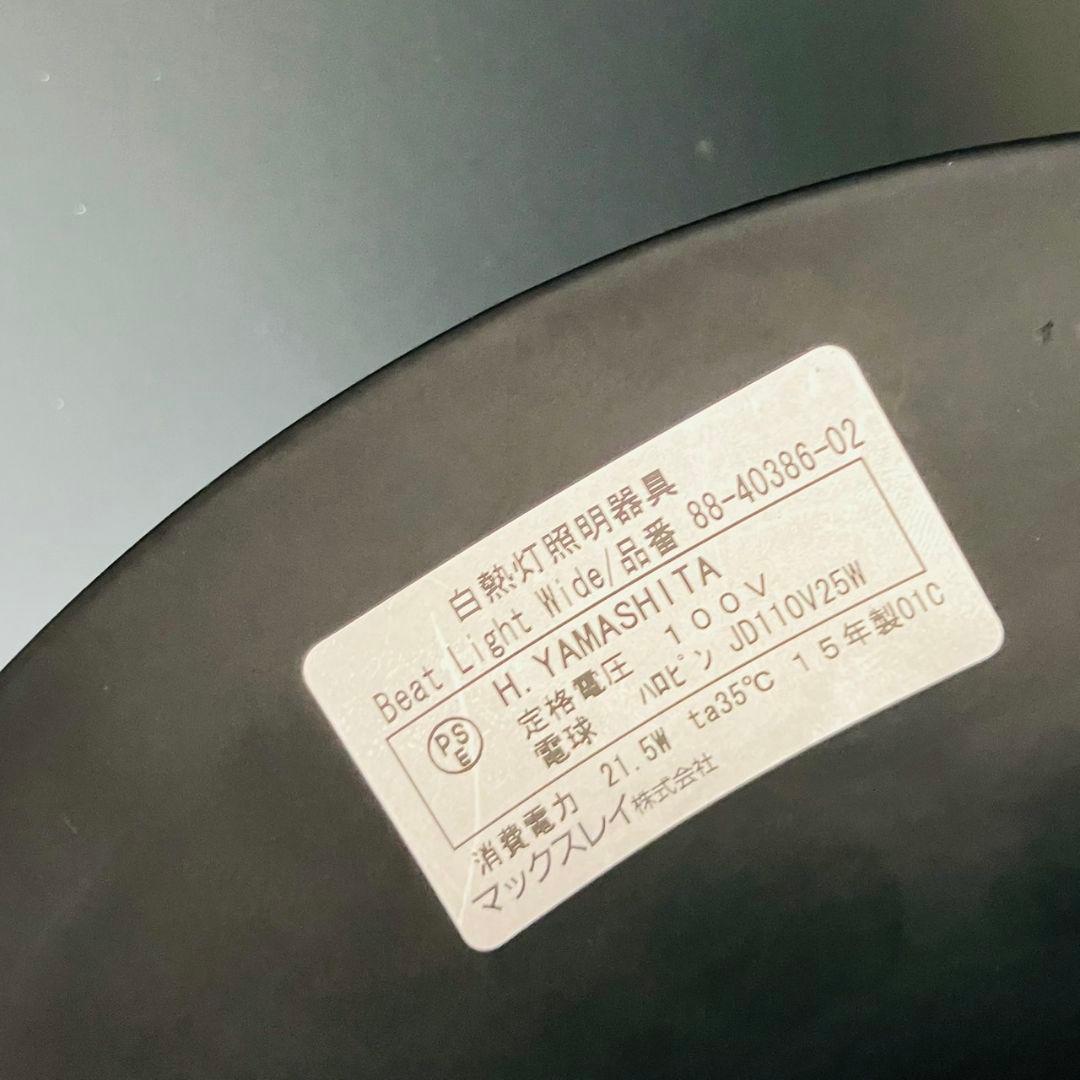 白熱灯照明器具
Beat Light Wide/品番 88-40386-02
PSE
H. YAMASHITA
定格電圧 100V
電球 ハロピン JD110V25W
消費電力 21.5W ta35℃ 15年製01C
マックスレイ株式会社